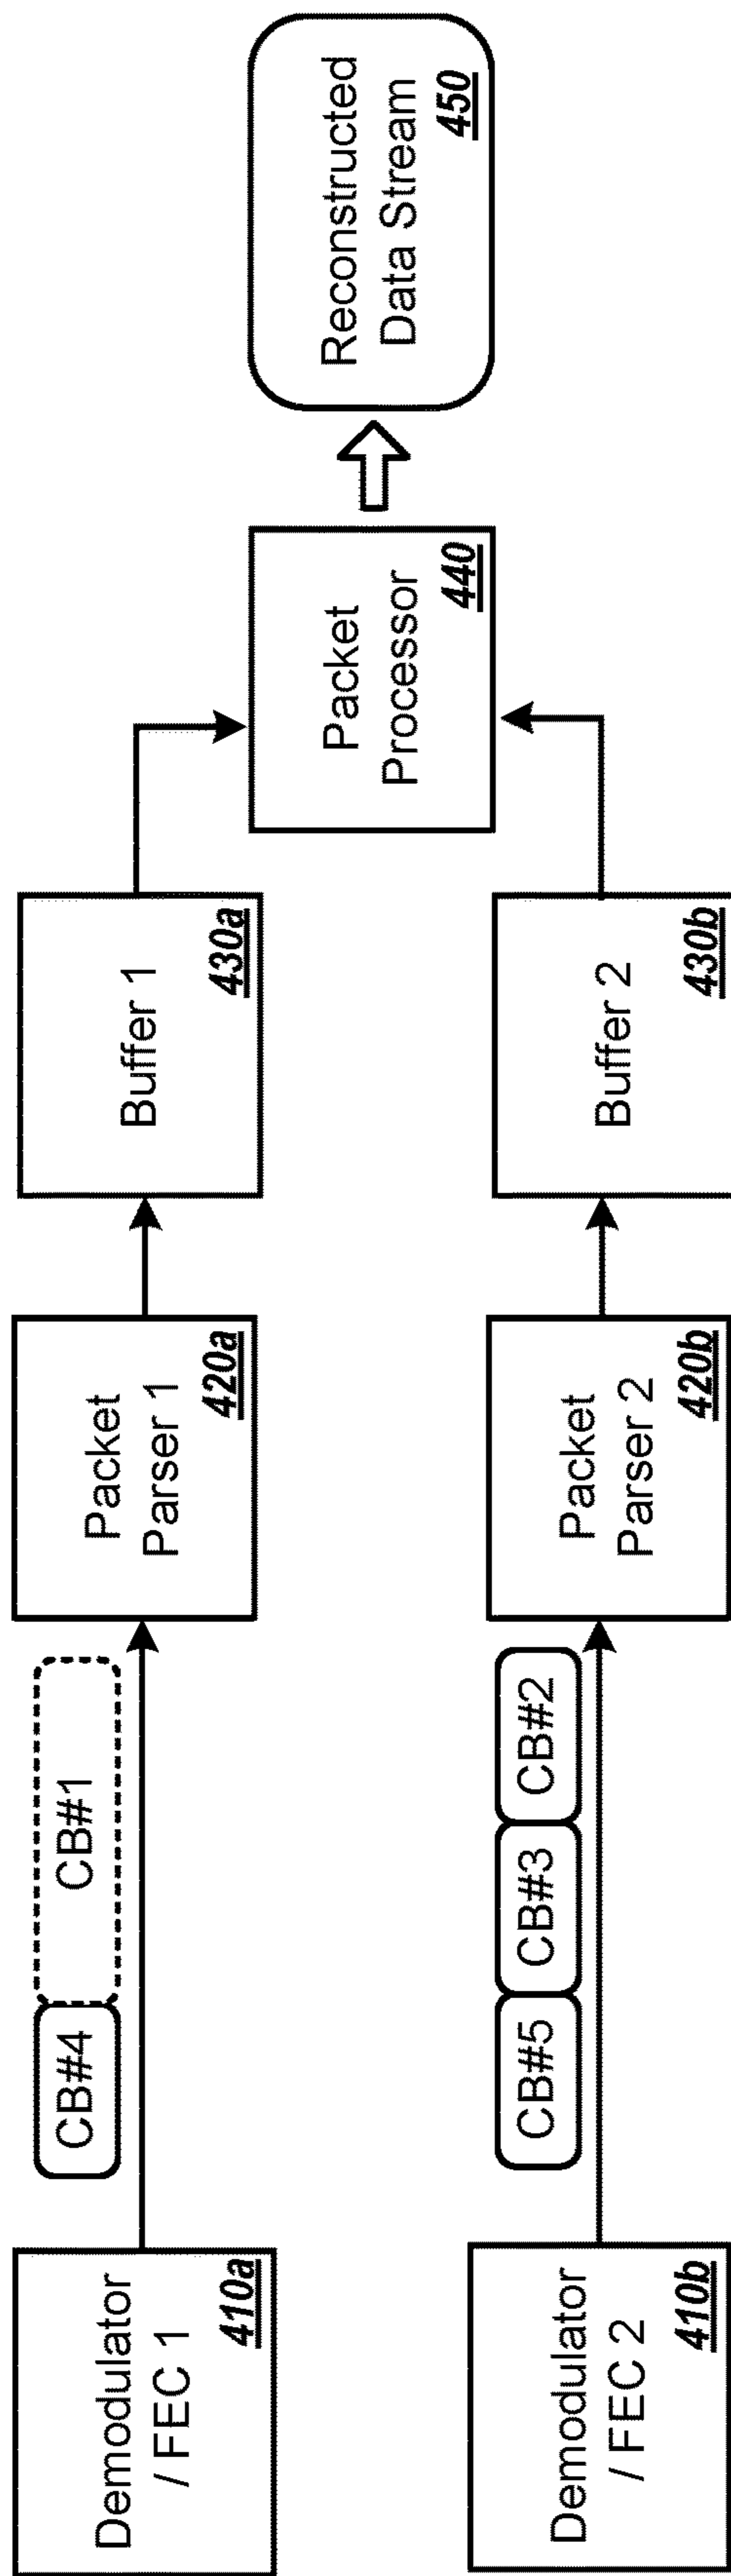 Demodulator
/ FEC 1
410a
CB#4
CB#1
Packet
Parser 1
420a
Buffer 1
430a
Demodulator
/ FEC 2
410b
CB#5
CB#3
CB#2
Packet
Parser 2
420b
Buffer 2
430b
Packet
Processor
440
Reconstructed
Data Stream
450